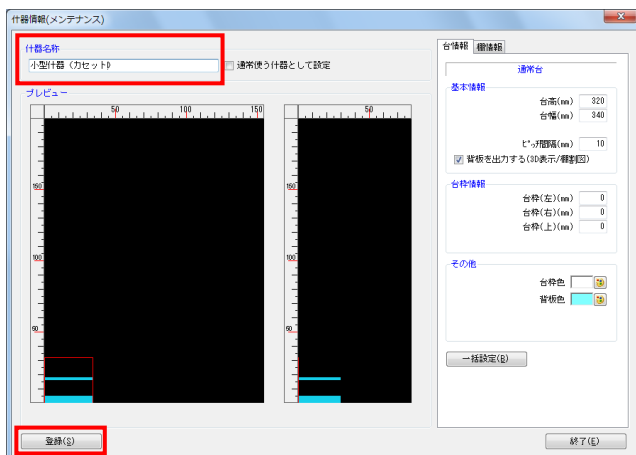 什器情報(メンテナンス)
什器名称
小型什器（カセット)
通常使う什器として設定
プレビュー
50 100 150
150
100
50
50
150
100
50
登録(S)
台情報 棚情報
通常台
基本情報
台高(mm) 320
台幅(mm) 340
ﾋﾟｯﾁ間隔(mm) 10
背板を出力する(3D表示/棚割図)
台枠情報
台枠(左)(mm) 0
台枠(右)(mm) 0
台枠(上)(mm) 0
その他
台枠色
背板色
一括設定(B)
終了(E)